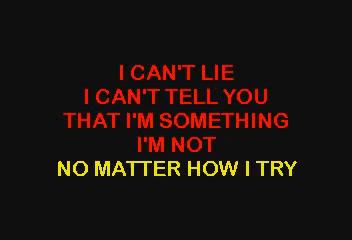 I CAN'T LIE
I CAN'T TELL YOU
THAT I'M SOMETHING
I'M NOT
NO MATTER HOW I TRY